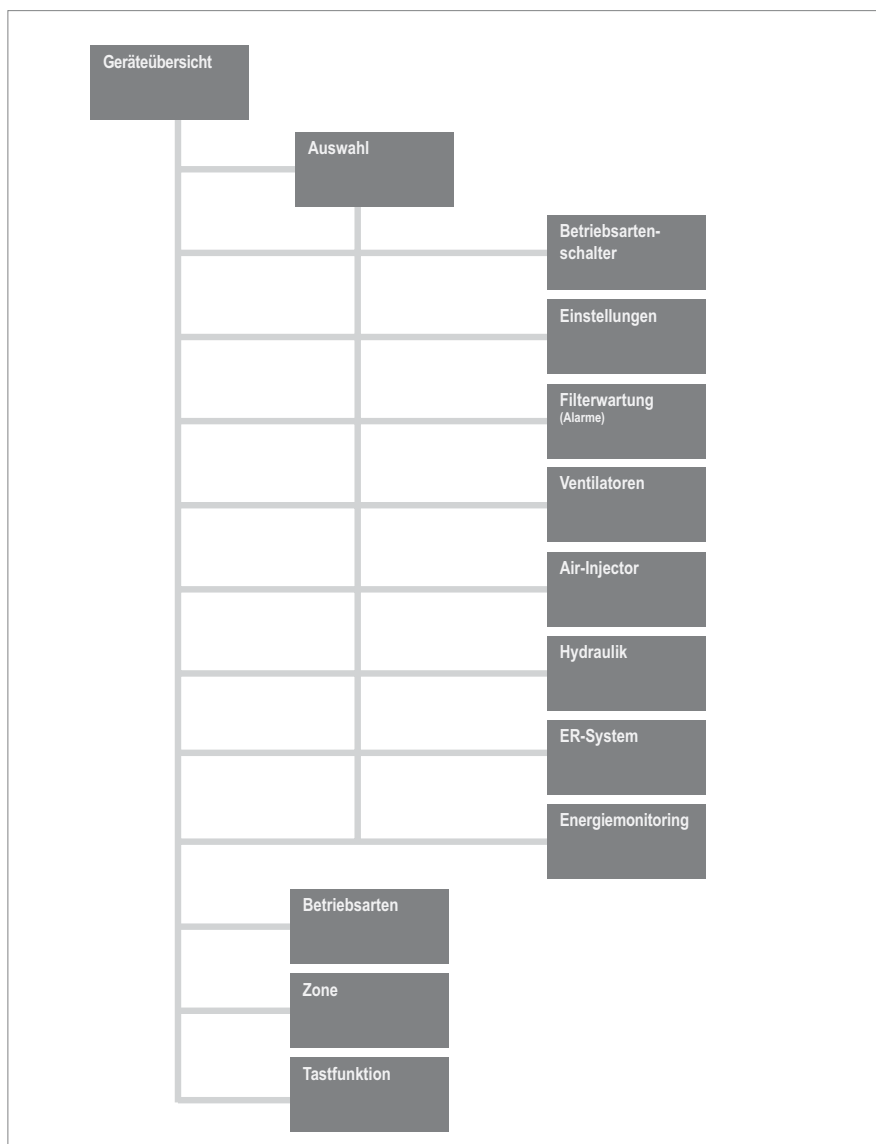 Geräteübersicht
Auswahl
Betriebsarten-
schalter
Einstellungen
Filterwartung
(Alarme)
Ventilatoren
Air-Injector
Hydraulik
ER-System
Energiemonitoring
Betriebsarten
Zone
Tastfunktion